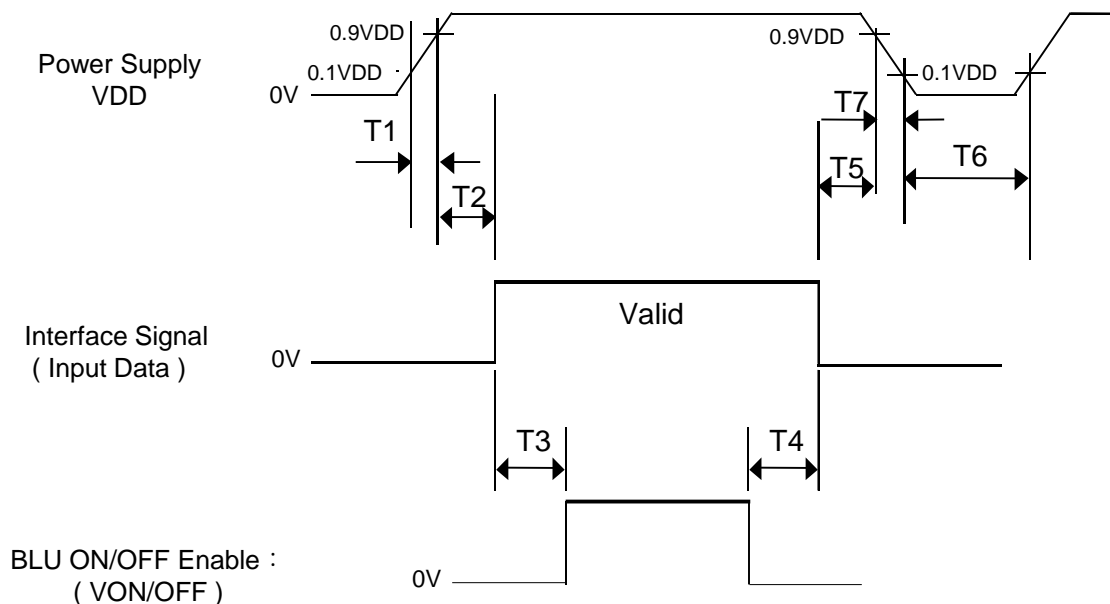 0.9VDD
0.9VDD
Power Supply
VDD
0.1VDD
0.1VDD
0V
T7
T1
T6
T5
T2
Valid
Interface Signal
( Input Data )
0V
T3
T4
BLU ON/OFF Enable：
( VON/OFF )
0V